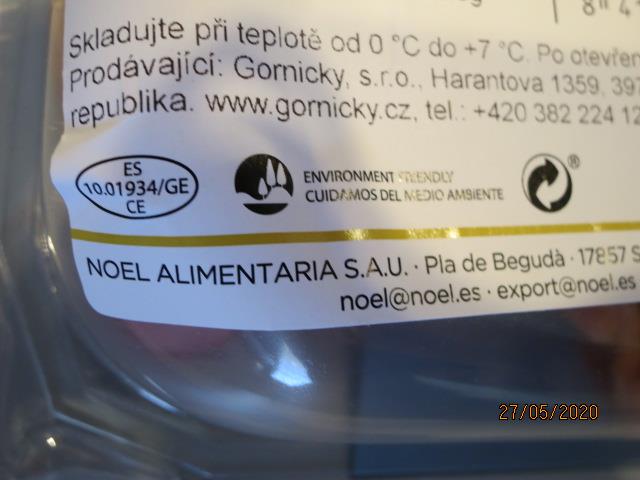 Skladujte při teplotě od 0 °C do +7 °C. Po otevřen
Prodávající: Gornicky, s.r.o., Harantova 1359, 397
republika. www.gornicky.cz, tel.: +420 382 224 12
ES
10.01934/GE
CE
ENVIRONMENT FRIENDLY
CUIDAMOS DEL MEDIO AMBIENTE
®
NOEL ALIMENTARIA S.A.U. · Pla de Begudà · 17857 S
noel@noel.es · export@noel.es
27/05/2020